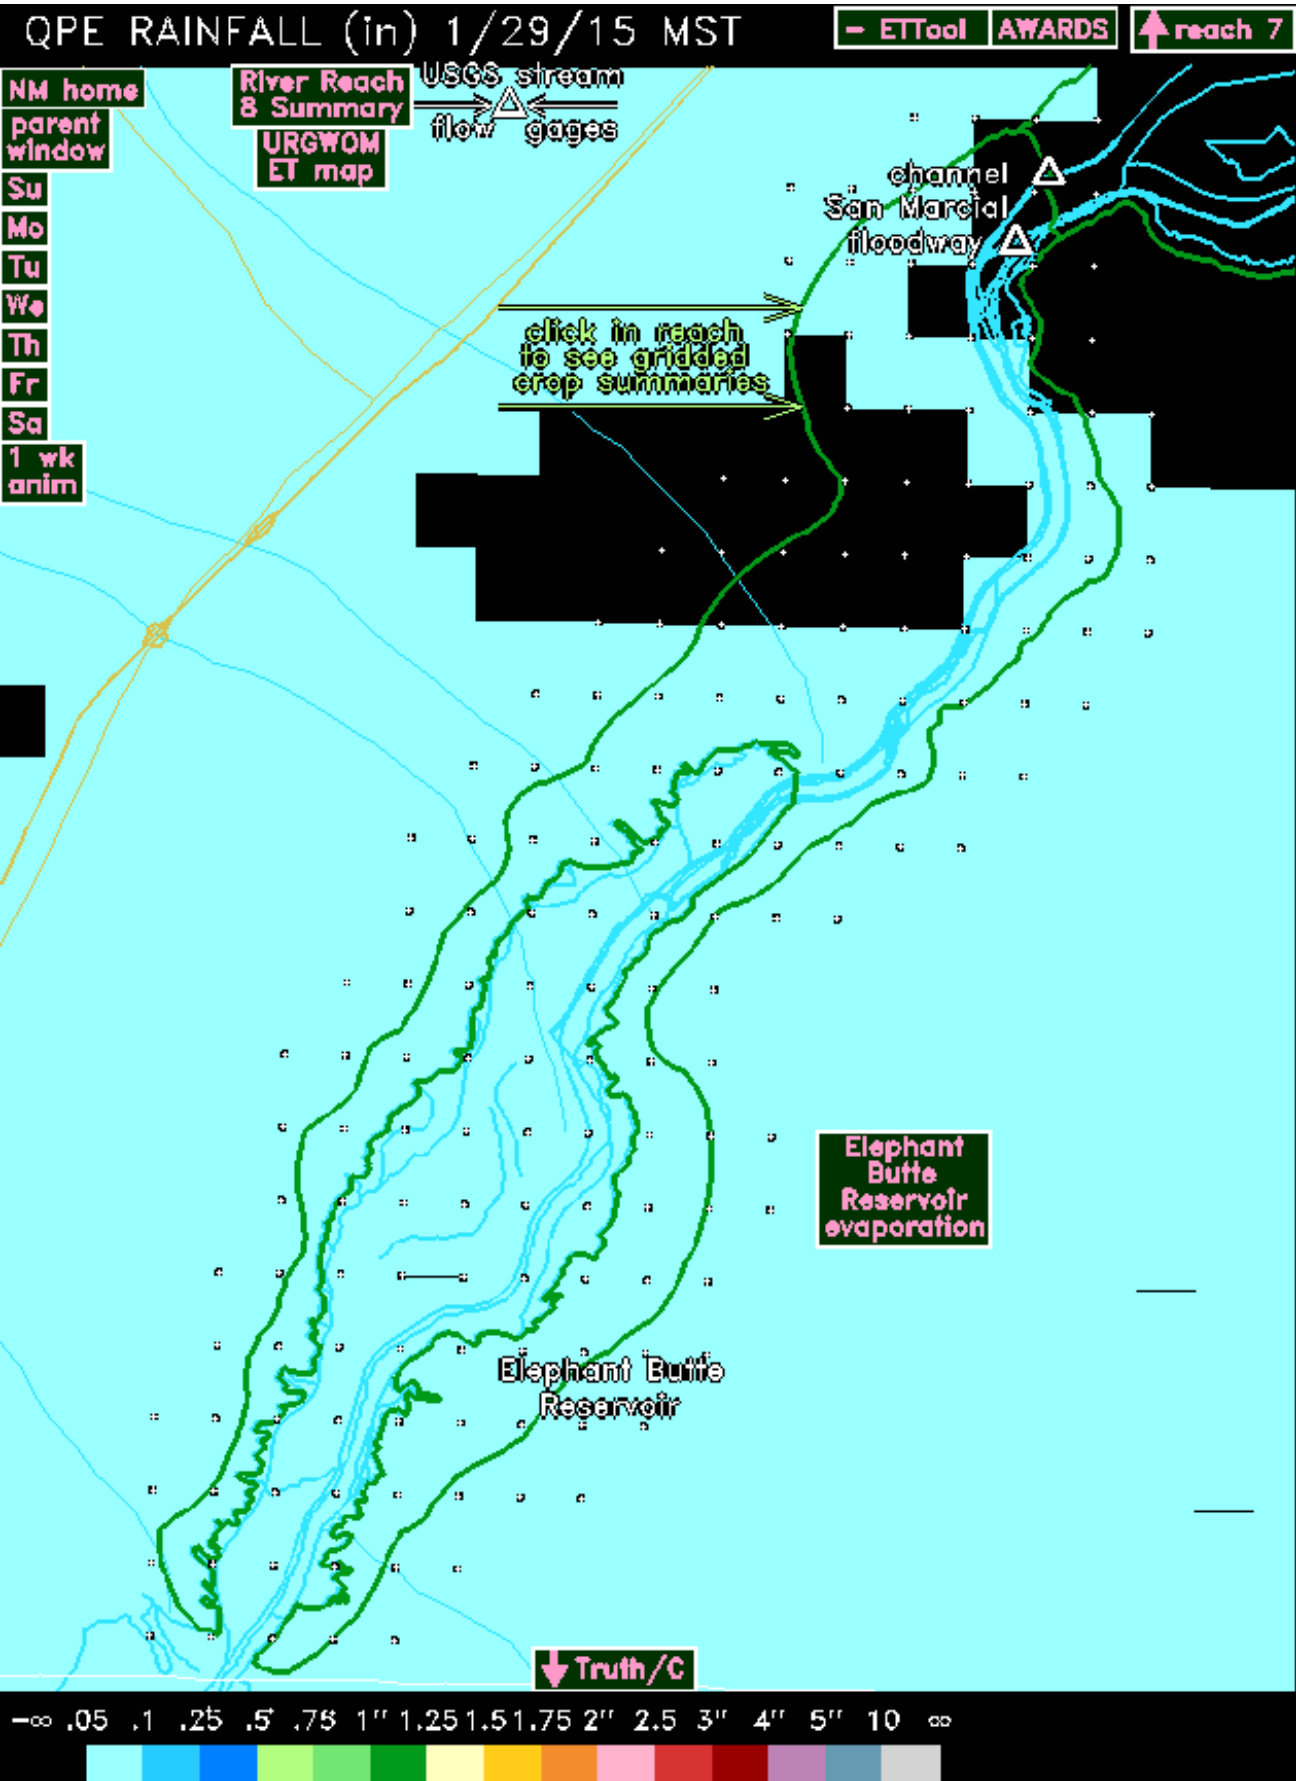 QPE RAINFALL (in) 1/29/15 MST
- ETTool
AWARDS
reach 7
NM home
parent
window
Su
Mo
Tu
We
Th
Fr
Sa
1 wk
anim
River Reach
& Summary
URGWOM
ET map
USGS stream
flow gages
channel
San Marcial
floodway
click in reach
to see gridded
crop summaries
Elephant
Butte
Reservoir
evaporation
Elephant Butte
Reservoir
Truth/C
-∞ .05 .1 .25 .5 .75 1" 1.25 1.5 1.75 2" 2.5 3" 4" 5" 10 ∞